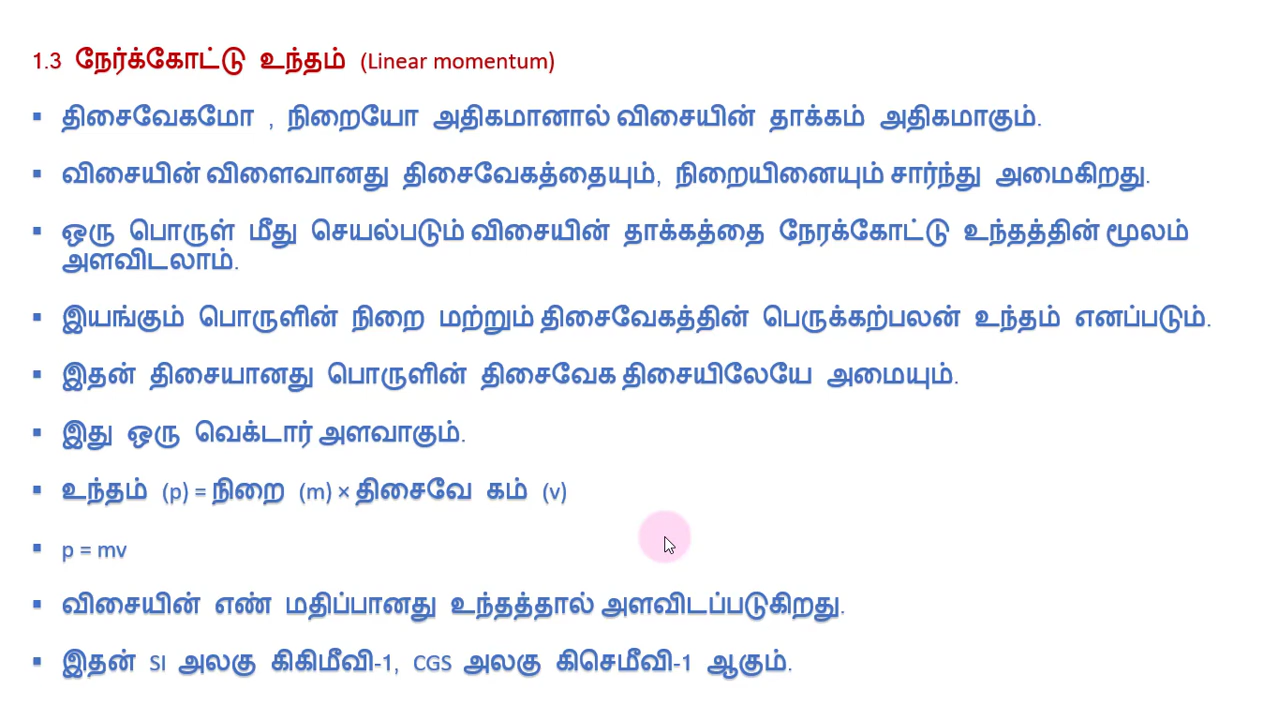 1.3 நேர்க்கோட்டு உந்தம் (Linear momentum)
▪ திசைவேகமோ , நிறையோ அதிகமானால் விசையின் தாக்கம் அதிகமாகும்.
▪ விசையின் விளைவானது திசைவேகத்தையும், நிறையினையும் சார்ந்து அமைகிறது.
▪ ஒரு பொருள் மீது செயல்படும் விசையின் தாக்கத்தை நேரக்கோட்டு உந்தத்தின் மூலம்
அளவிடலாம்.
▪ இயங்கும் பொருளின் நிறை மற்றும் திசைவேகத்தின் பெருக்கற்பலன் உந்தம் எனப்படும்.
▪ இதன் திசையானது பொருளின் திசைவேக திசையிலேயே அமையும்.
▪ இது ஒரு வெக்டார் அளவாகும்.
▪ உந்தம் (p) = நிறை (m) × திசைவே கம் (v)
▪ p = mv
▪ விசையின் எண் மதிப்பானது உந்தத்தால் அளவிடப்படுகிறது.
▪ இதன் SI அலகு கிகிமீவி-1, CGS அலகு கிசெமீவி-1 ஆகும்.